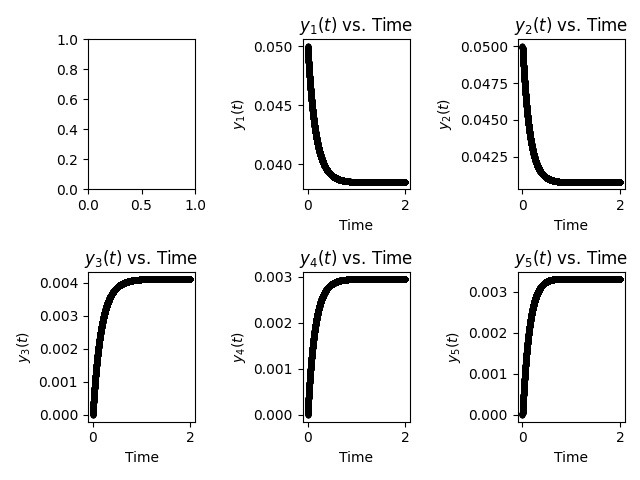 y₁(t) vs. Time
y₂(t) vs. Time
1.0
0.8
0.6
0.4
0.2
0.0
0.0 0.5 1.0
y₁(t)
0.050
0.045
0.040
0 2
Time
y₂(t)
0.0500
0.0475
0.0450
0.0425
0 2
Time
y₃(t) vs. Time
y₄(t) vs. Time
y₅(t) vs. Time
y₃(t)
0.004
0.003
0.002
0.001
0.000
0 2
Time
y₄(t)
0.003
0.002
0.001
0.000
0 2
Time
y₅(t)
0.003
0.002
0.001
0.000
0 2
Time